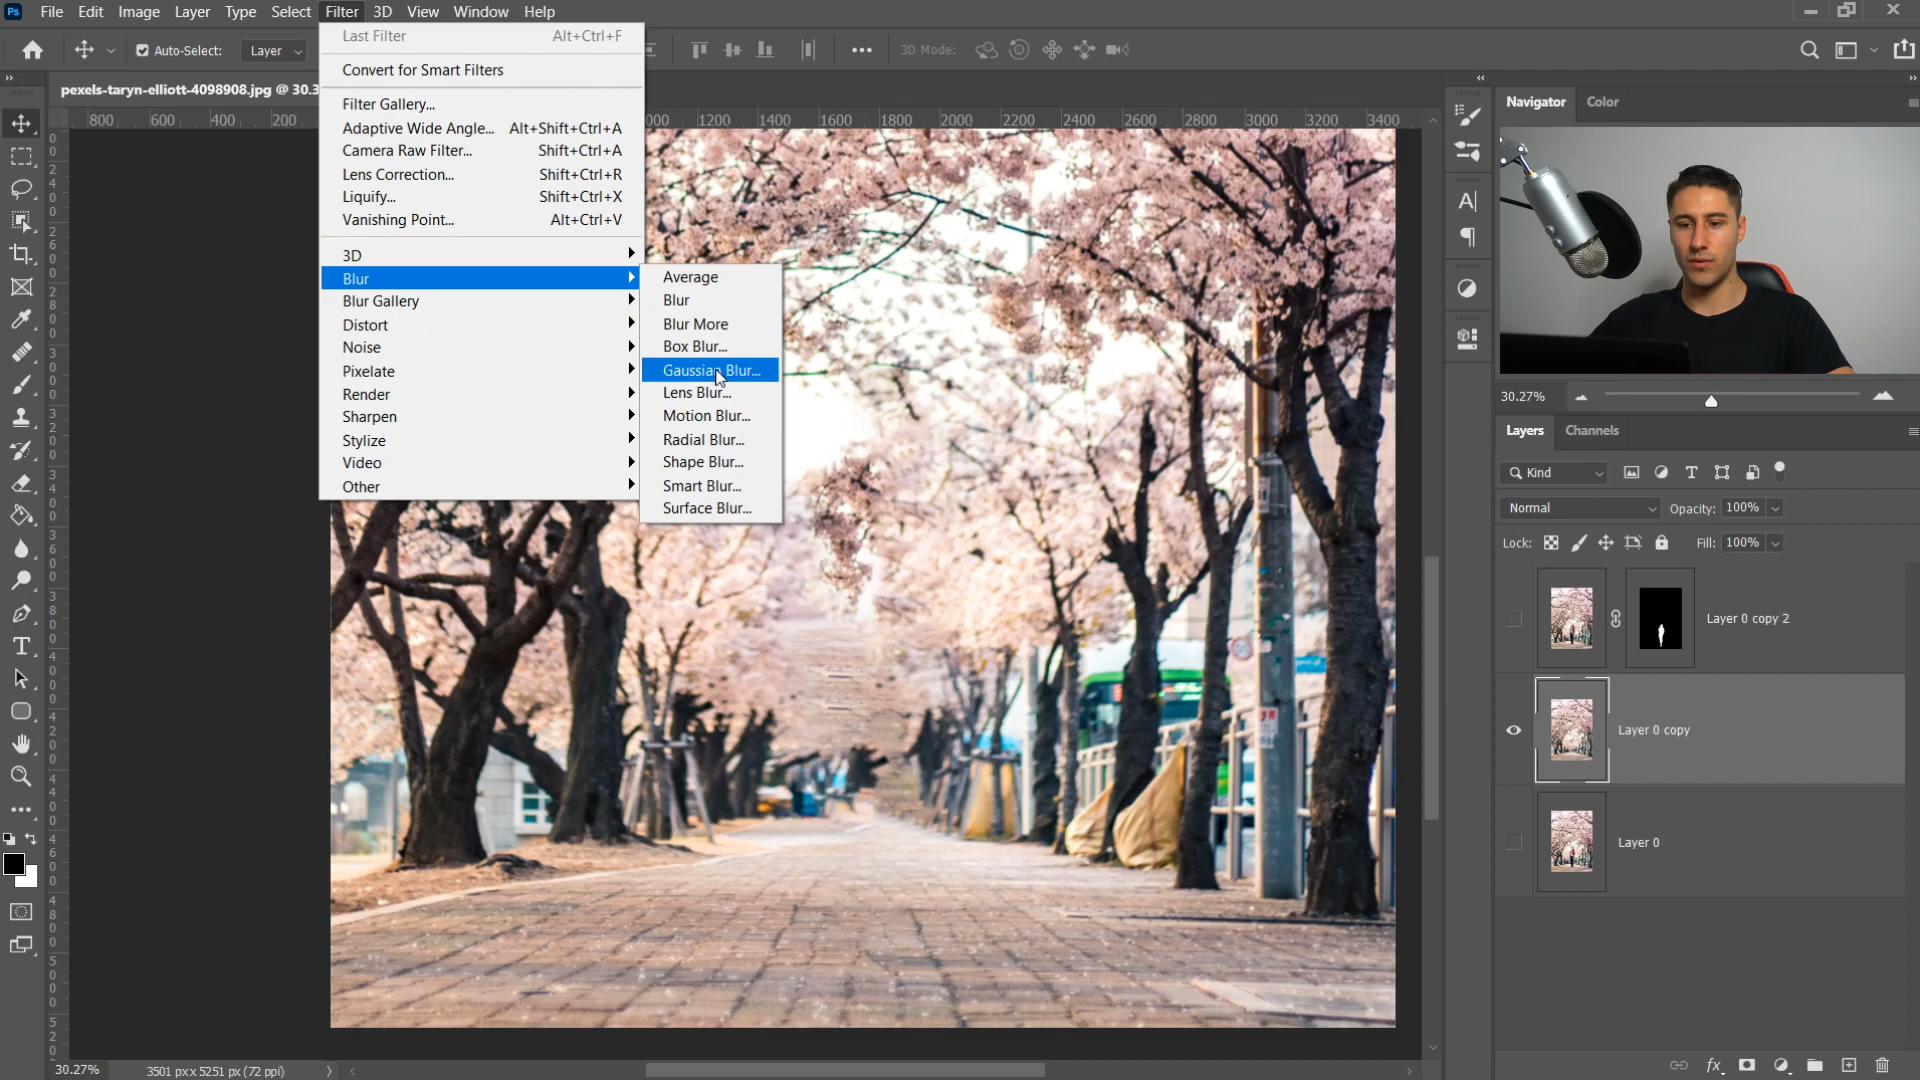 Ps File Edit Image Layer Type Select Filter 3D View Window Help
Auto-Select: Layer
3D Mode:
pexels-taryn-elliott-4098908.jpg @ 30.3
800 600 400 200 000 1200 1400 1600 1800 2000 2200 2400 2600 2800 3000 3200 3400
Last Filter Alt+Ctrl+F
Convert for Smart Filters
Filter Gallery...
Adaptive Wide Angle... Alt+Shift+Ctrl+A
Camera Raw Filter... Shift+Ctrl+A
Lens Correction... Shift+Ctrl+R
Liquify... Shift+Ctrl+X
Vanishing Point... Alt+Ctrl+V
3D
Blur
Blur Gallery
Distort
Noise
Pixelate
Render
Sharpen
Stylize
Video
Other
Average
Blur
Blur More
Box Blur...
Gaussian Blur...
Lens Blur...
Motion Blur...
Radial Blur...
Shape Blur...
Smart Blur...
Surface Blur...
Navigator Color
30.27%
Layers Channels
Kind
Normal Opacity: 100%
Lock: Fill: 100%
Layer 0 copy 2
Layer 0 copy
Layer 0
fx
30.27% 3501 px x 5251 px (72 ppi)